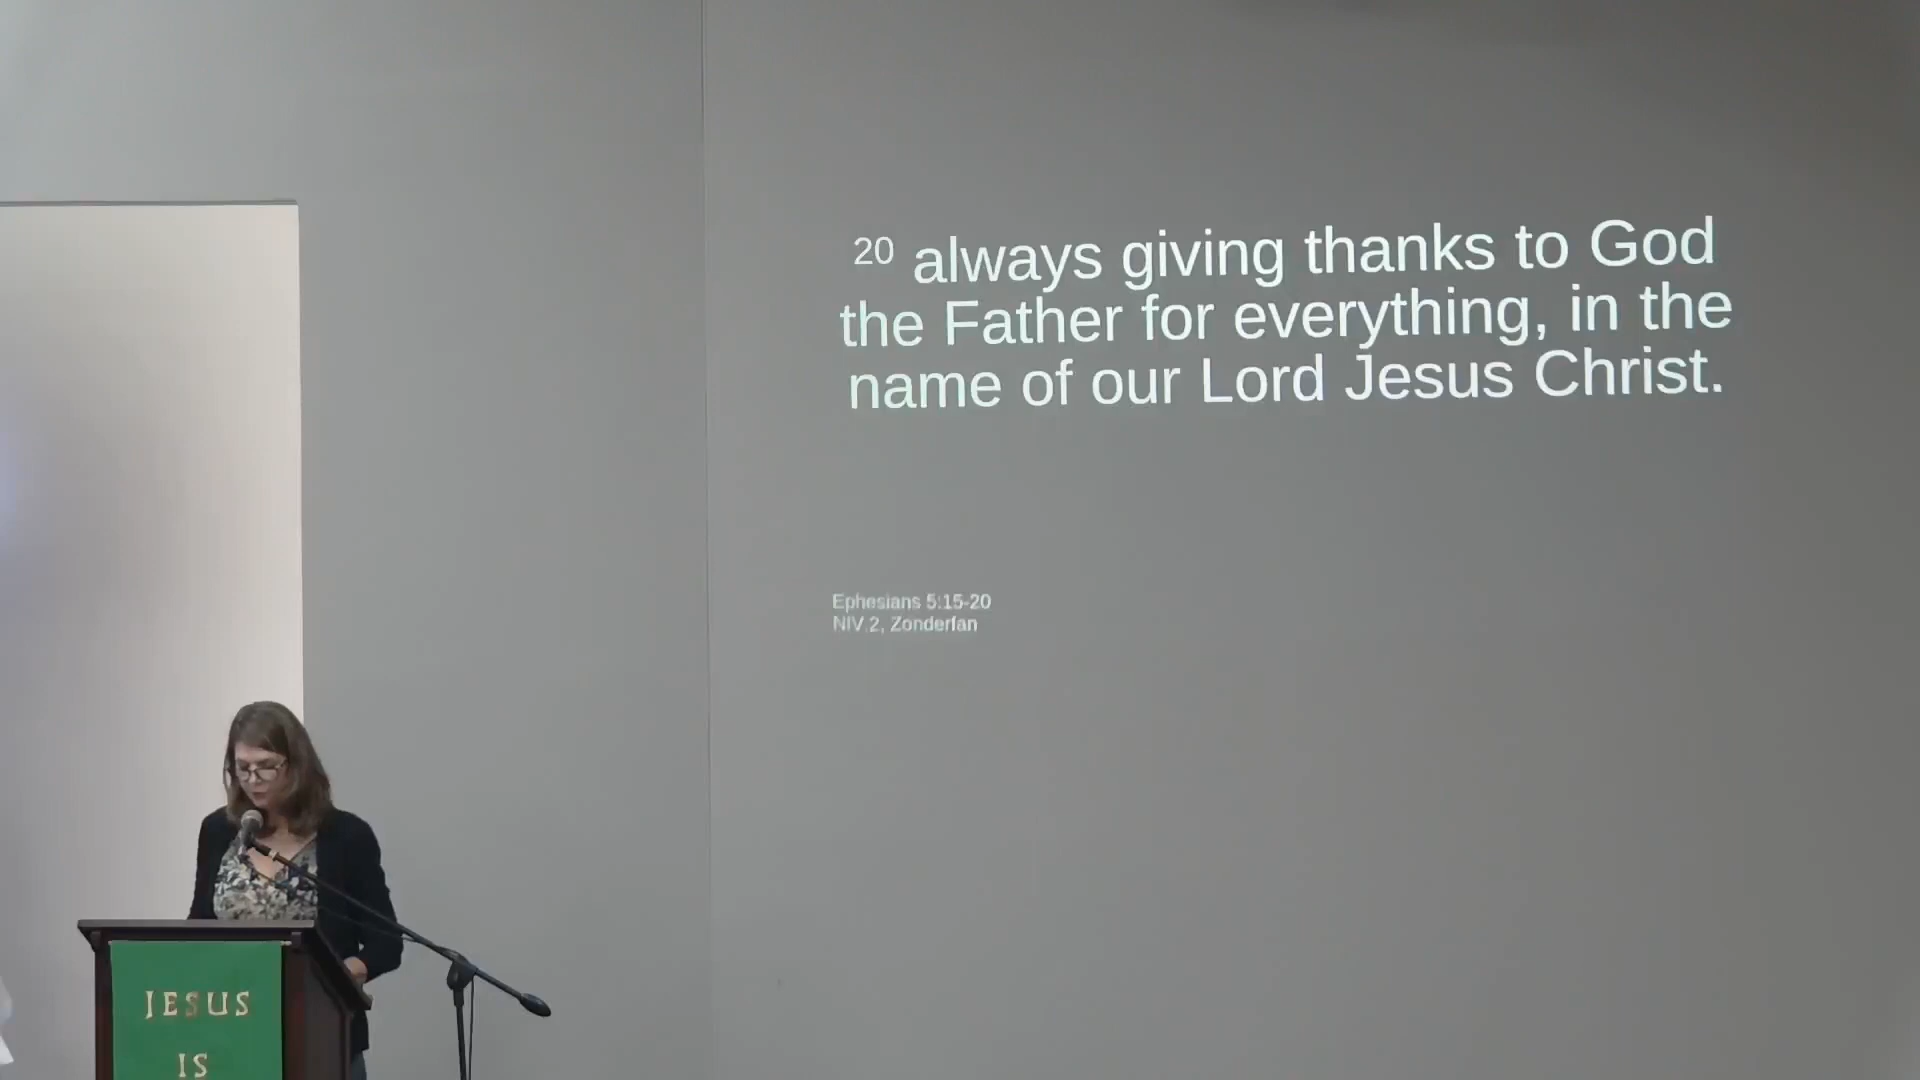 20 always giving thanks to God
the Father for everything, in the
name of our Lord Jesus Christ.
Ephesians 5:15-20
NIV.2, Zonderfan
JESUS
IS